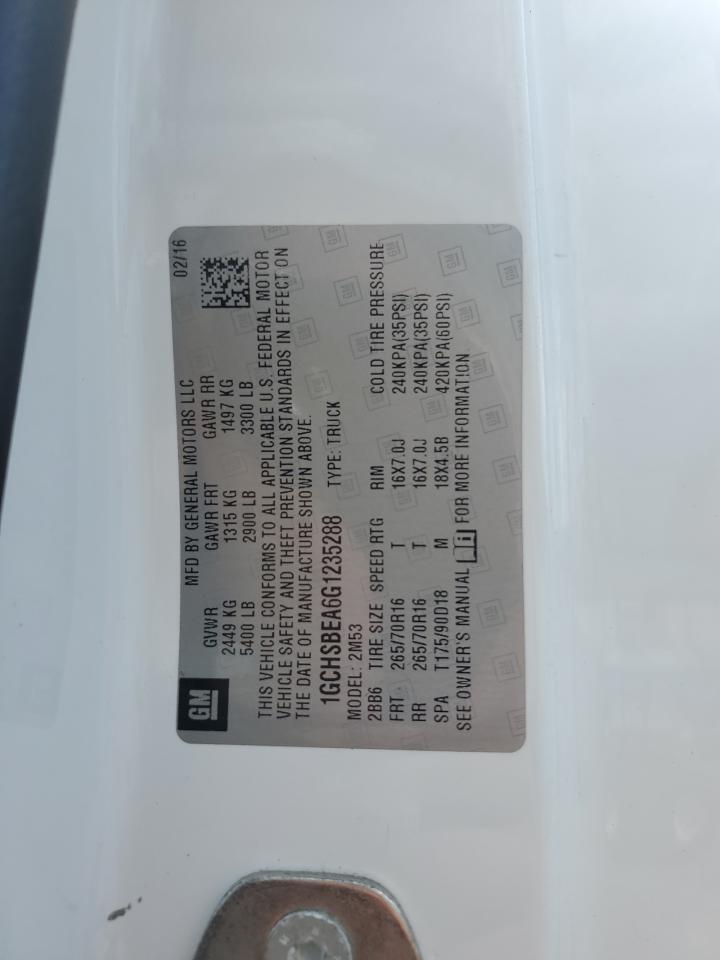 GM
MFD BY GENERAL MOTORS LLC 02/16
GVWR GAWR FRT GAWR RR
2449 KG 1315 KG 1497 KG
5400 LB 2900 LB 3300 LB
THIS VEHICLE CONFORMS TO ALL APPLICABLE U.S. FEDERAL MOTOR
VEHICLE SAFETY AND THEFT PREVENTION STANDARDS IN EFFECT ON
THE DATE OF MANUFACTURE SHOWN ABOVE.
1GCHSBEA6G1235288 TYPE: TRUCK
MODEL: 2M53
2BB6 TIRE SIZE SPEED RTG RIM COLD TIRE PRESSURE
FRT 265/70R16 T 16X7.0J 240KPA(35PSI)
RR 265/70R16 T 16X7.0J 240KPA(35PSI)
SPA T175/90D18 M 18X4.5B 420KPA(60PSI)
SEE OWNER'S MANUAL i FOR MORE INFORMATION